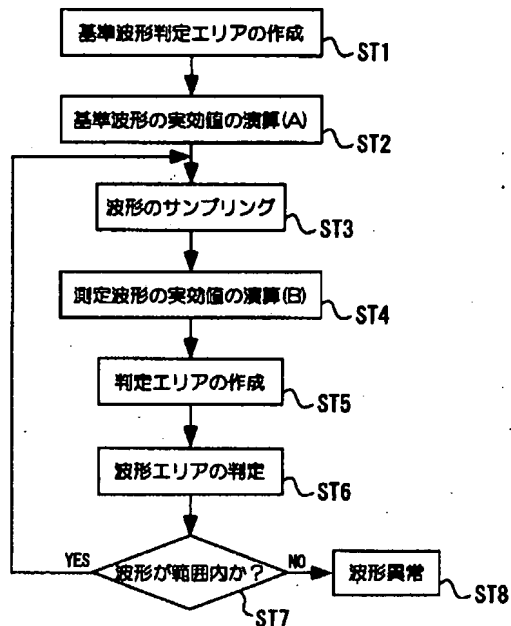 基準波形判定エリアの作成
ST1
基準波形の実効値の演算(A)
ST2
波形のサンプリング
ST3
測定波形の実効値の演算(B)
ST4
判定エリアの作成
ST5
波形エリアの判定
ST6
YES
波形が範囲内か?
NO
波形異常
ST7
ST8